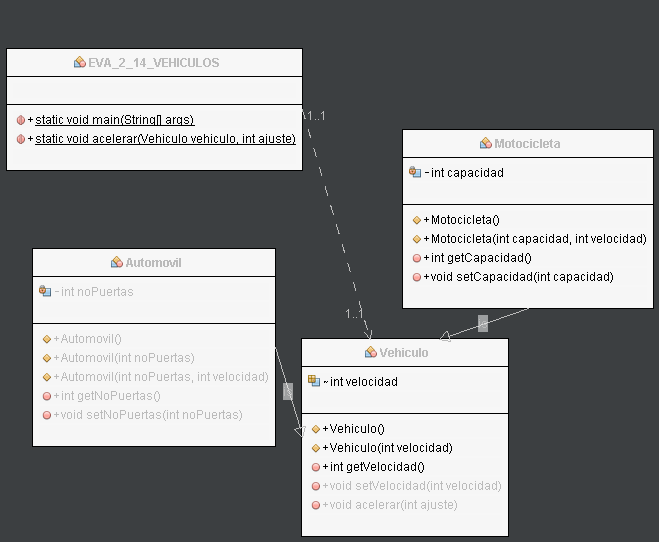 EVA_2_14_VEHICULOS
+static void main(String[] args)
+static void acelerar(Vehiculo vehiculo, int ajuste)
1..1
Motocicleta
~int capacidad
+Motocicleta()
+Motocicleta(int capacidad, int velocidad)
+int getCapacidad()
+void setCapacidad(int capacidad)
Automovil
~int noPuertas
+Automovil()
+Automovil(int noPuertas)
+Automovil(int noPuertas, int velocidad)
+int getNoPuertas()
+void setNoPuertas(int noPuertas)
1..1
Vehiculo
~int velocidad
+Vehiculo()
+Vehiculo(int velocidad)
+int getVelocidad()
+void setVelocidad(int velocidad)
+void acelerar(int ajuste)